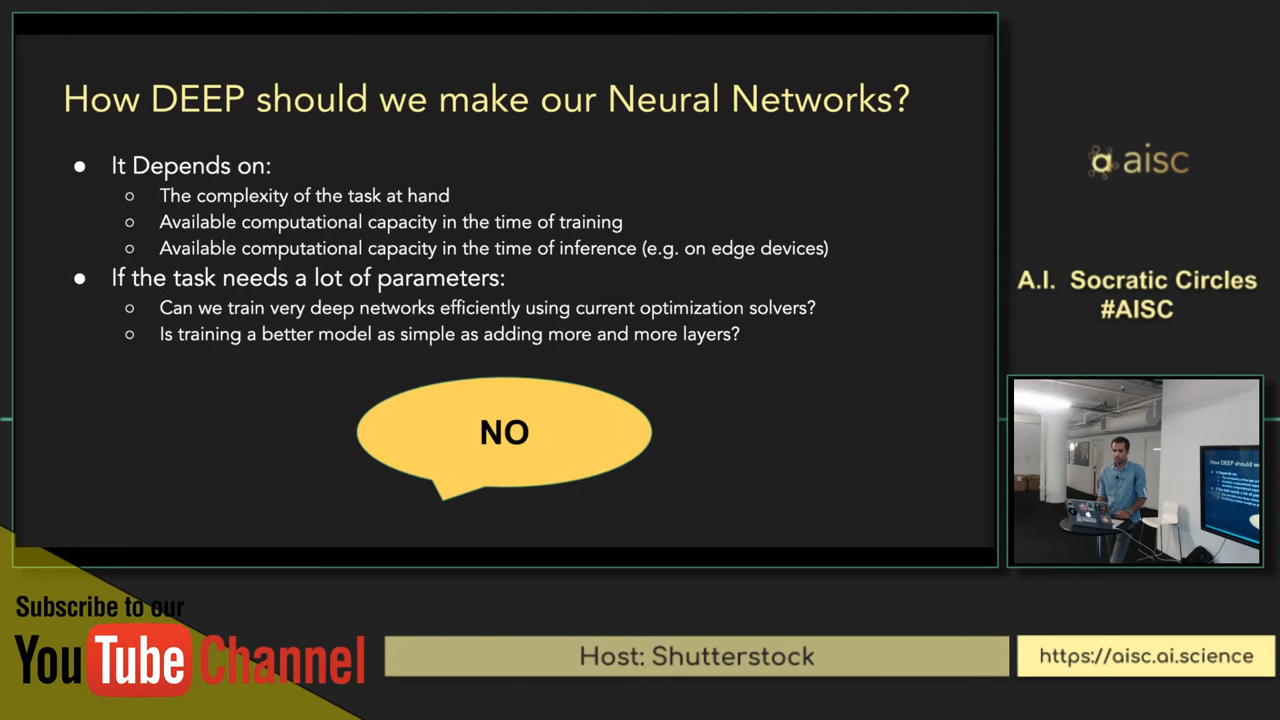 How DEEP should we make our Neural Networks?
● It Depends on:
○ The complexity of the task at hand
○ Available computational capacity in the time of training
○ Available computational capacity in the time of inference (e.g. on edge devices)
● If the task needs a lot of parameters:
○ Can we train very deep networks efficiently using current optimization solvers?
○ Is training a better model as simple as adding more and more layers?
NO
aisc
A.I. Socratic Circles
#AISC
How DEEP should w
Subscribe to our
YouTube Channel
Host: Shutterstock
https://aisc.ai.science